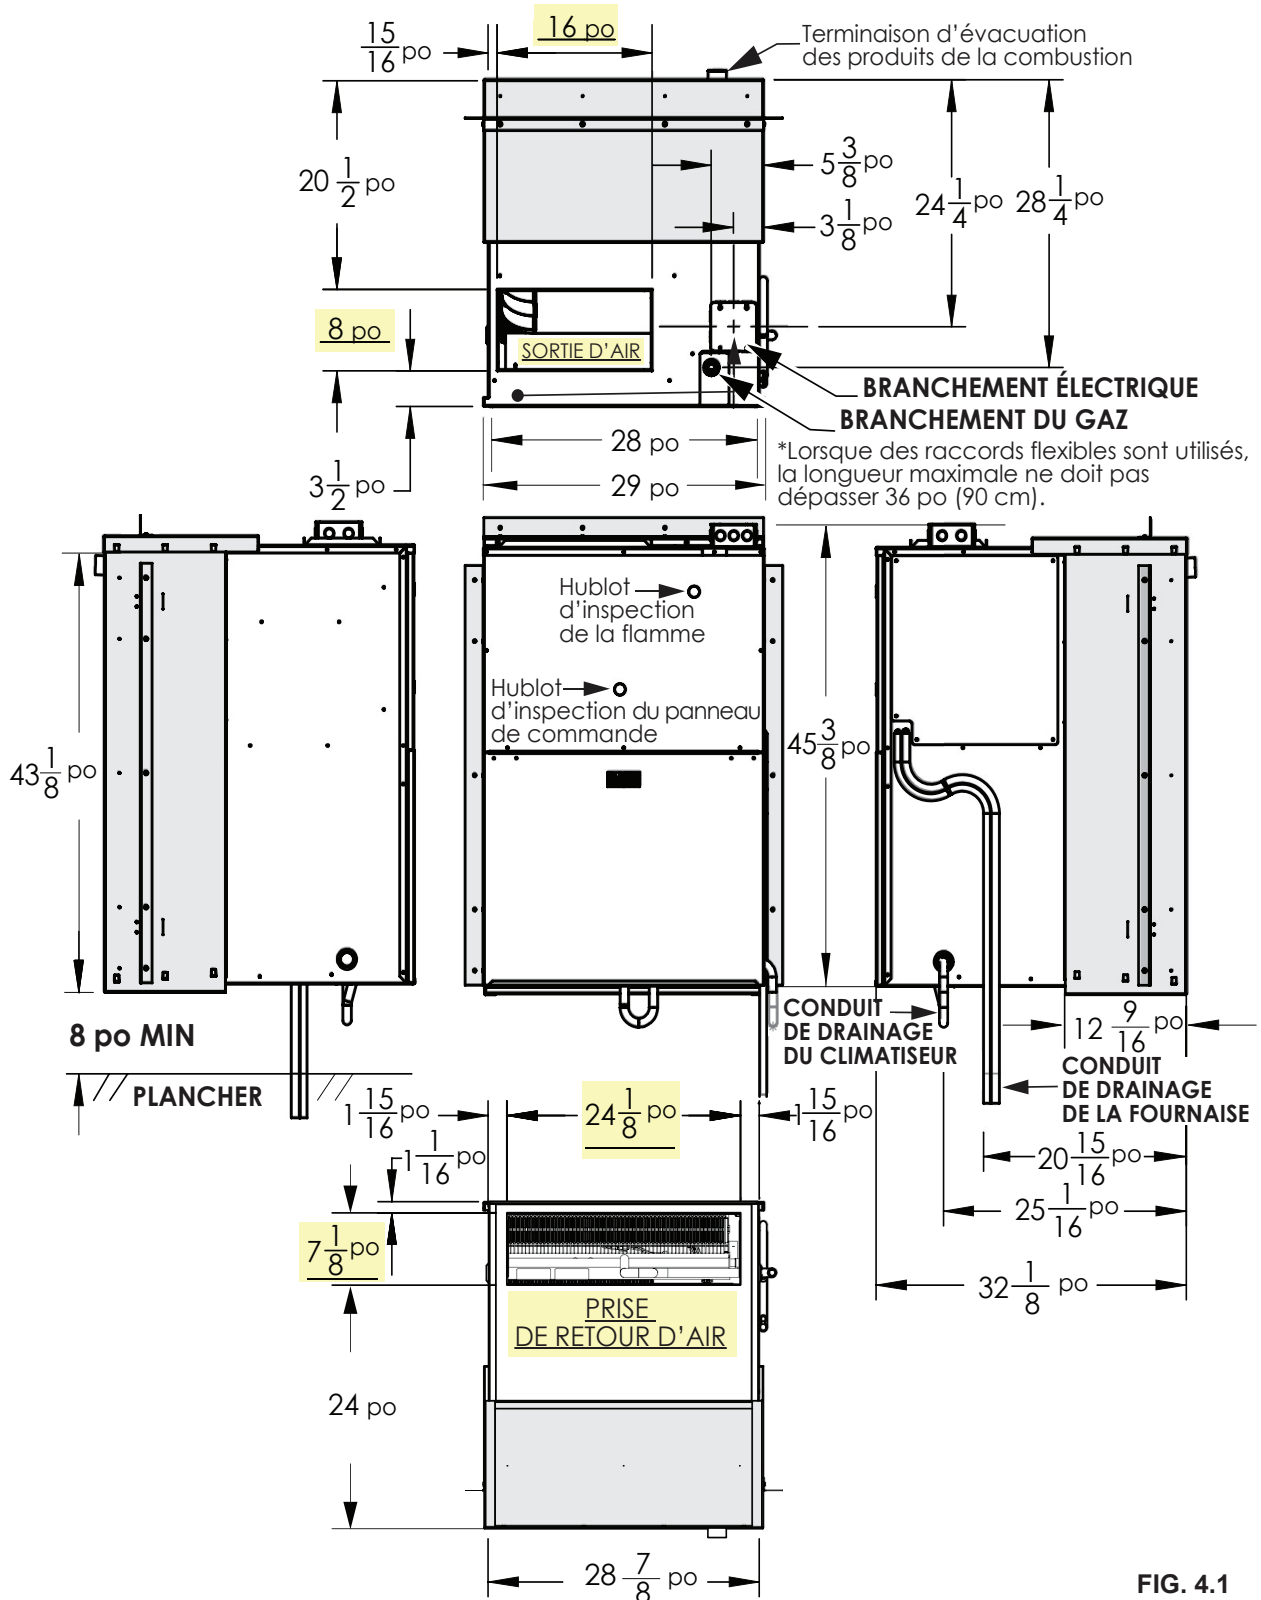 16 po
15/16 po
Terminaison d'évacuation
des produits de la combustion
20 1/2 po
5 3/8 po
24 1/4 po
28 1/4 po
3 1/8 po
8 po
SORTIE D'AIR
BRANCHEMENT ÉLECTRIQUE
BRANCHEMENT DU GAZ
*Lorsque des raccords flexibles sont utilisés,
la longueur maximale ne doit pas
dépasser 36 po (90 cm).
28 po
29 po
3 1/2 po
Hublot
d'inspection
de la flamme
Hublot
d'inspection du panneau
de commande
45 3/8 po
43 1/8 po
8 po MIN
PLANCHER
CONDUIT
DE DRAINAGE
DU CLIMATISEUR
12 9/16 po
CONDUIT
DE DRAINAGE
DE LA FOURNAISE
1 15/16 po
24 1/8 po
1 15/16 po
1 1/16 po
20 15/16 po
25 1/16 po
7 1/8 po
32 1/8 po
PRISE
DE RETOUR D'AIR
24 po
28 7/8 po
FIG. 4.1